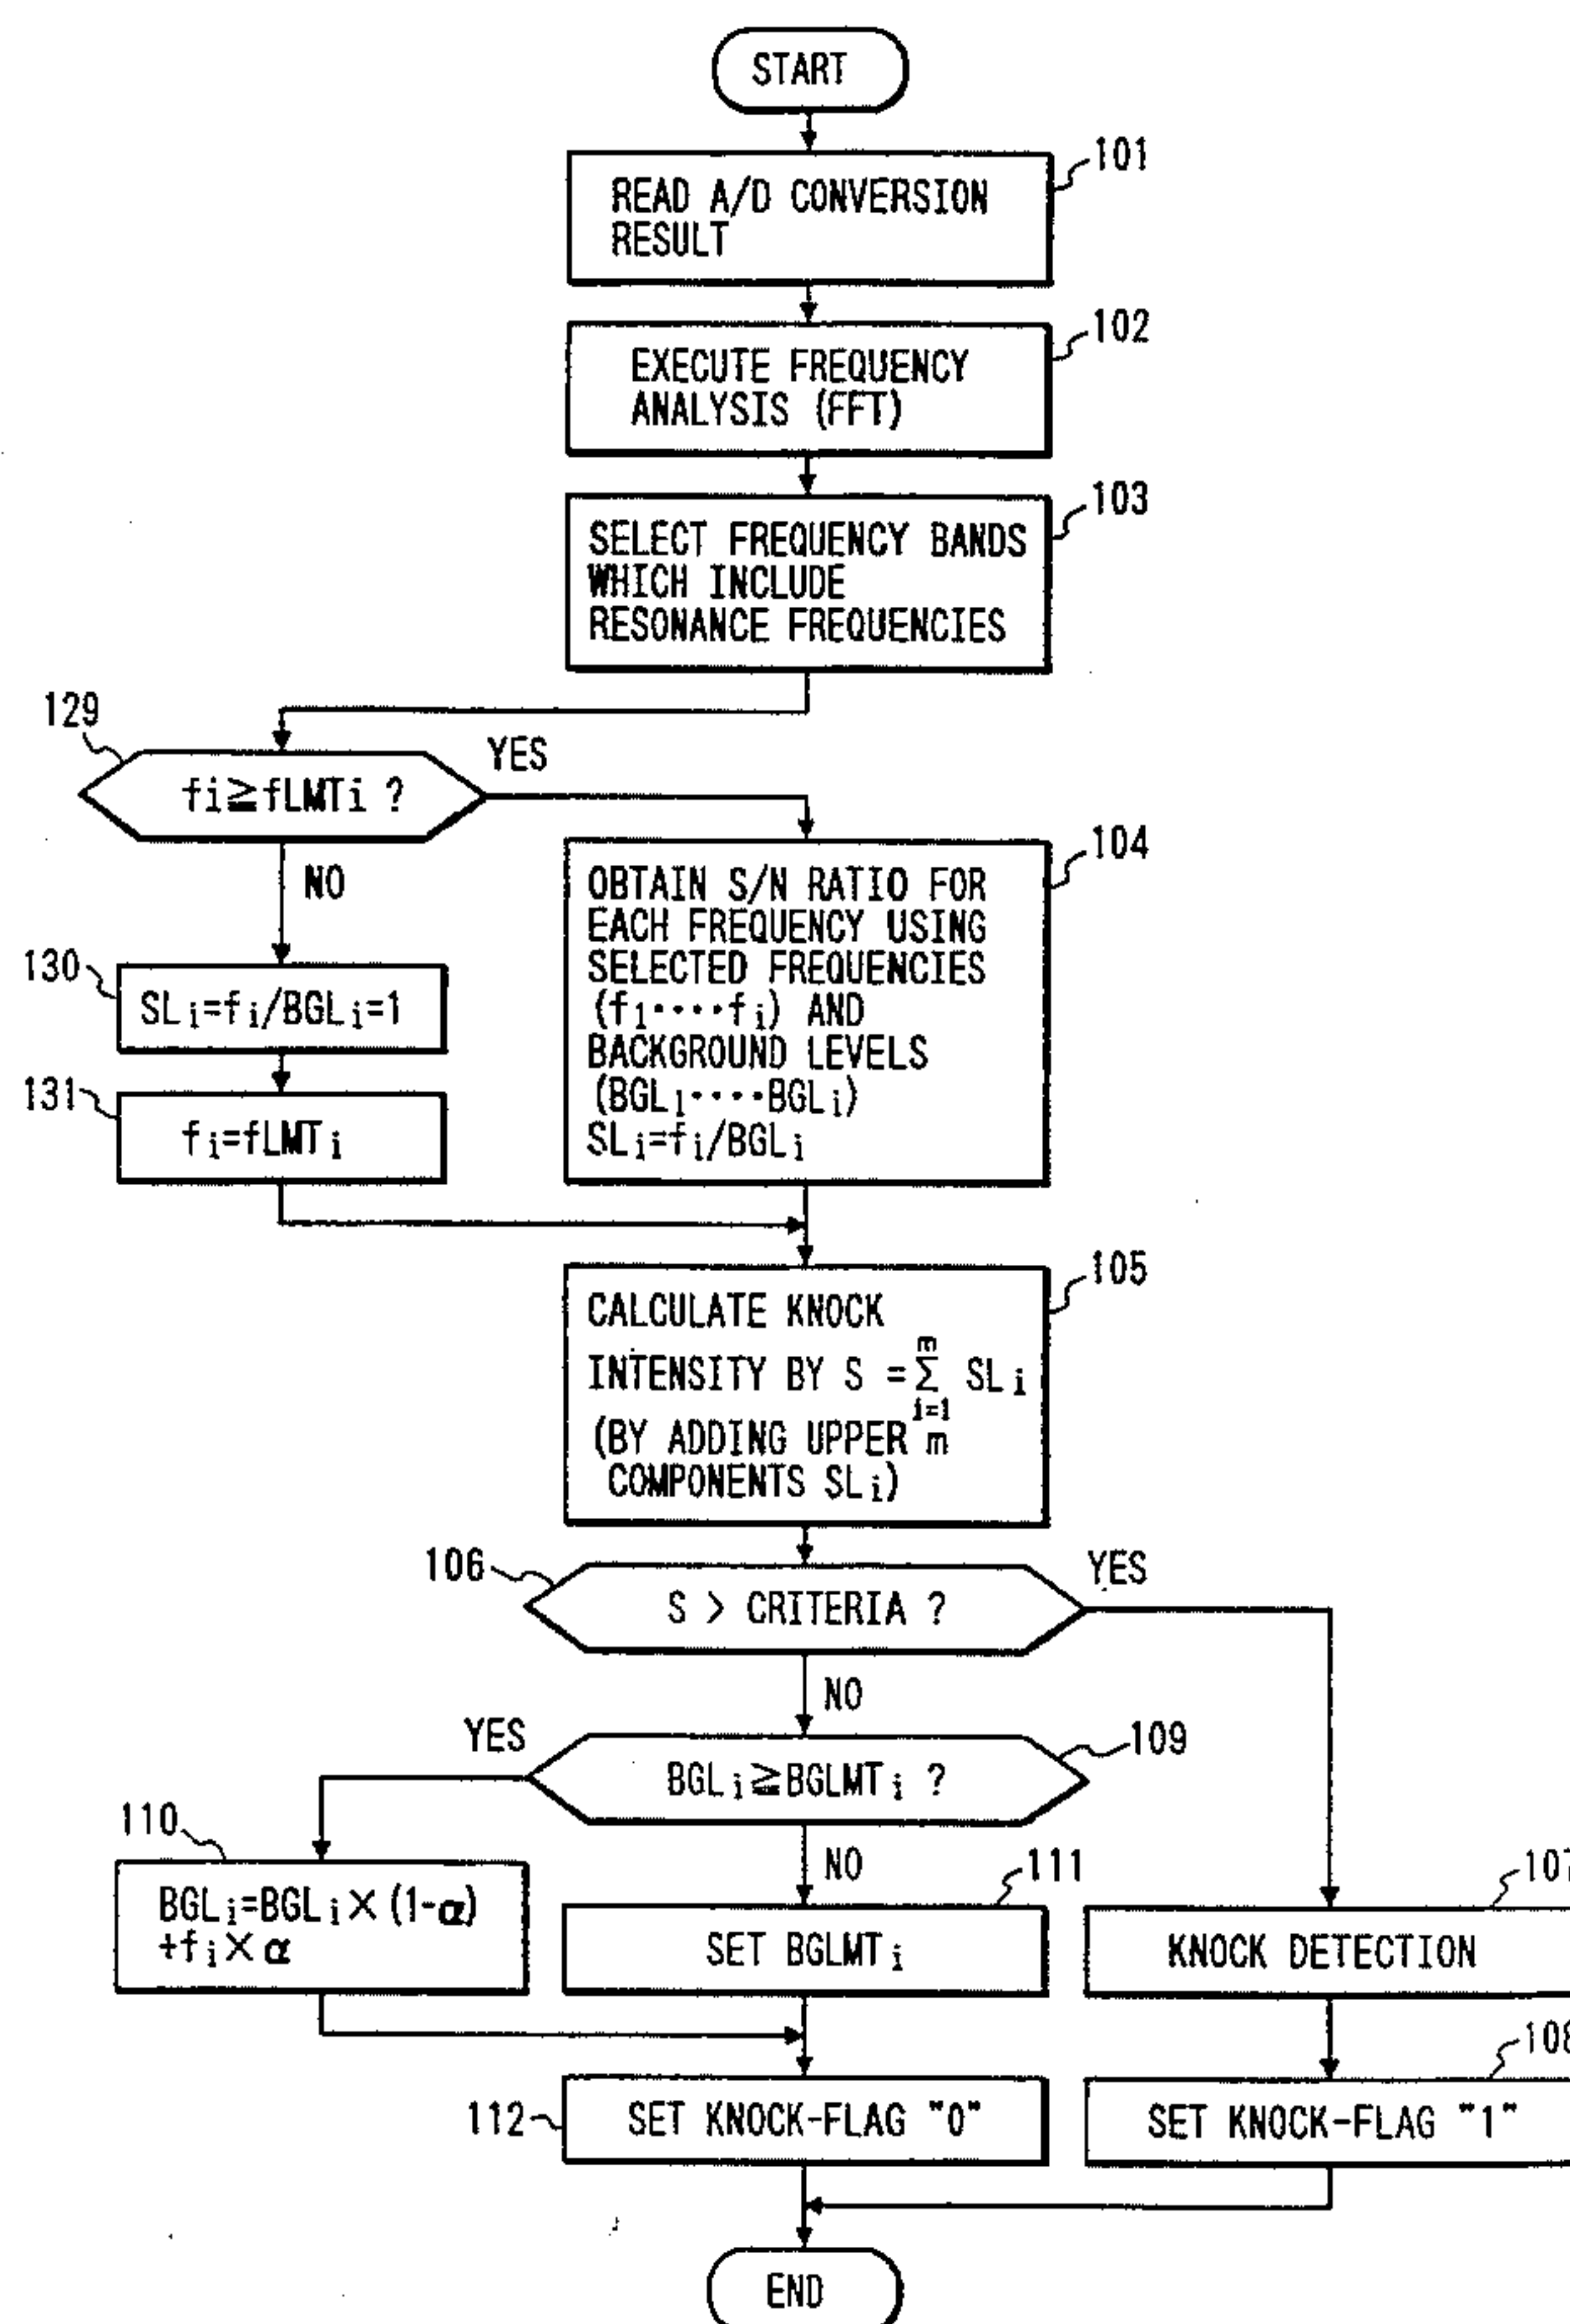 START
101
READ A/D CONVERSION
RESULT
102
EXECUTE FREQUENCY
ANALYSIS (FFT)
103
SELECT FREQUENCY BANDS
WHICH INCLUDE
RESONANCE FREQUENCIES
129
fi≧fLMTi ?
YES
NO
104
OBTAIN S/N RATIO FOR
EACH FREQUENCY USING
SELECTED FREQUENCIES
(f1····fi) AND
BACKGROUND LEVELS
(BGL1····BGLi)
SLi=fi/BGLi
130
SLi=fi/BGLi=1
131
fi=fLMTi
105
CALCULATE KNOCK
INTENSITY BY S = m Σ i=1 SLi
(BY ADDING UPPER m
COMPONENTS SLi)
106
S > CRITERIA ?
YES
NO
109
BGLi≧BGLMTi ?
YES
NO
110
BGLi=BGLi×(1-α)
+fi×α
111
SET BGLMTi
107
KNOCK DETECTION
112
SET KNOCK-FLAG "0"
108
SET KNOCK-FLAG "1"
END